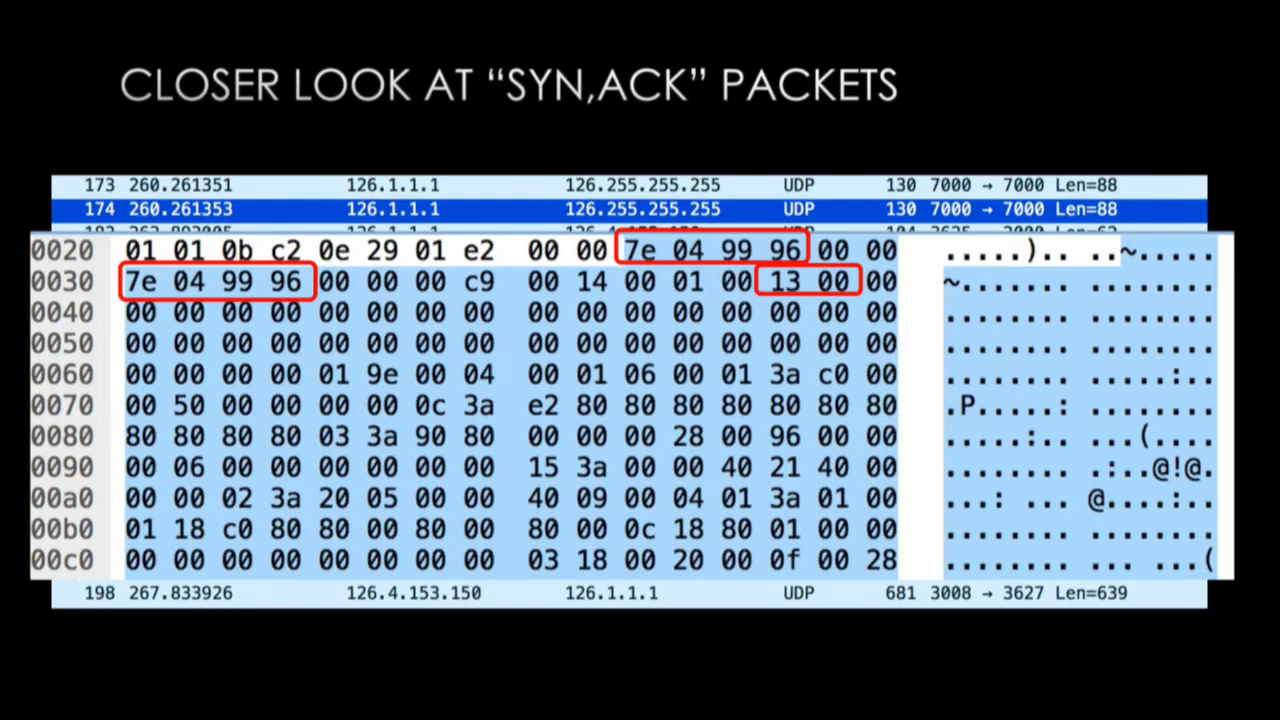 CLOSER LOOK AT “SYN,ACK” PACKETS
173 260.261351 126.1.1.1 126.255.255.255 UDP 130 7000 → 7000 Len=88
174 260.261353 126.1.1.1 126.255.255.255 UDP 130 7000 → 7000 Len=88
0020 01 01 0b c2 0e 29 01 e2 00 00 7e 04 99 96 00 00 .....).. ..~.....
0030 7e 04 99 96 00 00 00 c9 00 14 00 01 00 13 00 00 ~....... ........
0040 00 00 00 00 00 00 00 00 00 00 00 00 00 00 00 00 ........ ........
0050 00 00 00 00 00 00 00 00 00 00 00 00 00 00 00 00 ........ ........
0060 00 00 00 00 01 9e 00 04 00 01 06 00 01 3a c0 00 ........ .....:..
0070 00 50 00 00 00 00 0c 3a e2 80 80 80 80 80 80 80 .P.....: ........
0080 80 80 80 80 03 3a 90 80 00 00 00 28 00 96 00 00 .....:.. ...(....
0090 00 06 00 00 00 00 00 00 15 3a 00 00 40 21 40 00 ........ .:..@!@.
00a0 00 00 02 3a 20 05 00 00 40 09 00 04 01 3a 01 00 ...: ... @....:..
00b0 01 18 c0 80 80 00 80 00 80 00 0c 18 80 01 00 00 ........ ........
00c0 00 00 00 00 00 00 00 00 03 18 00 20 00 0f 00 28 ........ ... ...(
198 267.833926 126.4.153.150 126.1.1.1 UDP 681 3008 → 3627 Len=639